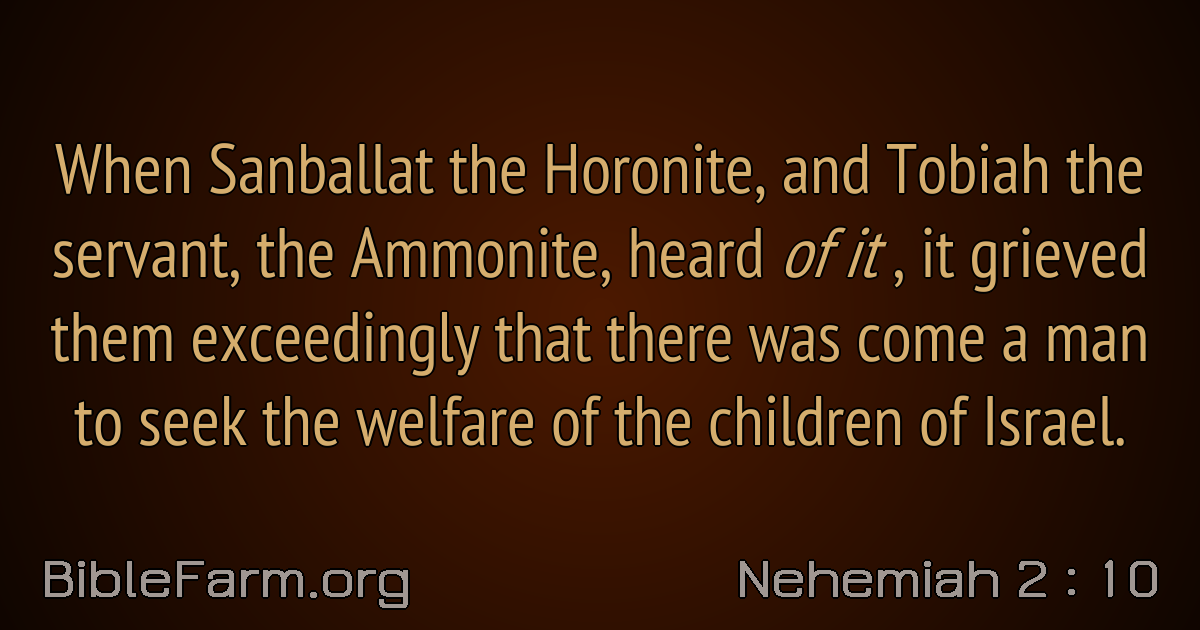 When Sanballat the Horonite, and Tobiah the
servant, the Ammonite, heard of it , it grieved
them exceedingly that there was come a man
to seek the welfare of the children of Israel.
BibleFarm.org
Nehemiah 2 : 10